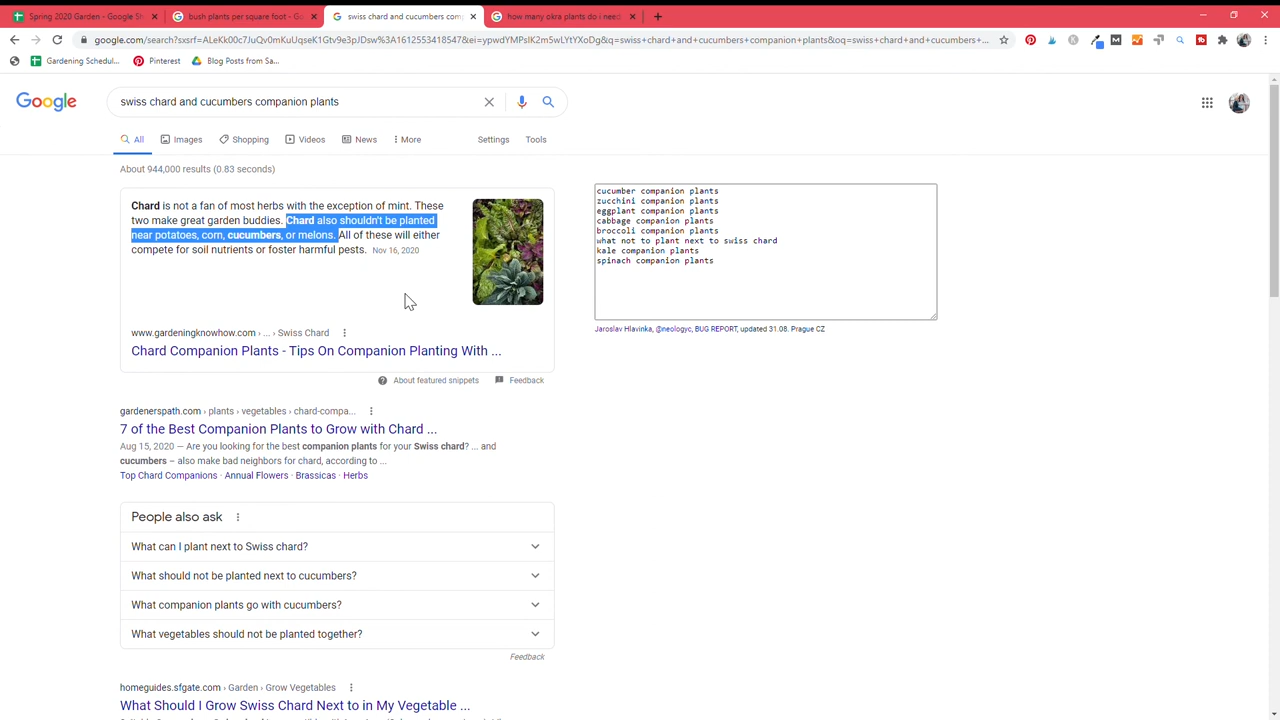 Spring 2020 Garden - Google Sh
bush plants per square foot - Go
swiss chard and cucumbers com
how many okra plants do i need
google.com/search?sxsrf=ALeKk00c7JuQv0mKuUqseK1Gtv9e3pJDsw%3A1612553418547&ei=ypwdYMPsIK2m5wLYtYXoDg&q=swiss+chard+and+cucumbers+companion+plants&oq=swiss+chard+and+cucumbers+...
Gardening Schedul...
Pinterest
Blog Posts from Sa...
Google
swiss chard and cucumbers companion plants
All
Images
Shopping
Videos
News
More
Settings
Tools
About 944,000 results (0.83 seconds)
Chard is not a fan of most herbs with the exception of mint. These
two make great garden buddies. Chard also shouldn't be planted
near potatoes, corn, cucumbers, or melons. All of these will either
compete for soil nutrients or foster harmful pests. Nov 16, 2020
www.gardeningknowhow.com › ... › Swiss Chard
Chard Companion Plants - Tips On Companion Planting With ...
About featured snippets
Feedback
cucumber companion plants
zucchini companion plants
eggplant companion plants
cabbage companion plants
broccoli companion plants
what not to plant next to swiss chard
kale companion plants
spinach companion plants
Jaroslav Hlavinka, @neologyc, BUG REPORT, updated 31.08. Prague CZ
gardenerspath.com › plants › vegetables › chard-compa...
7 of the Best Companion Plants to Grow with Chard ...
Aug 15, 2020 — Are you looking for the best companion plants for your Swiss chard? ... and
cucumbers – also make bad neighbors for chard, according to ...
Top Chard Companions · Annual Flowers · Brassicas · Herbs
People also ask
What can I plant next to Swiss chard?
What should not be planted next to cucumbers?
What companion plants go with cucumbers?
What vegetables should not be planted together?
Feedback
homeguides.sfgate.com › Garden › Grow Vegetables
What Should I Grow Swiss Chard Next to in My Vegetable ...